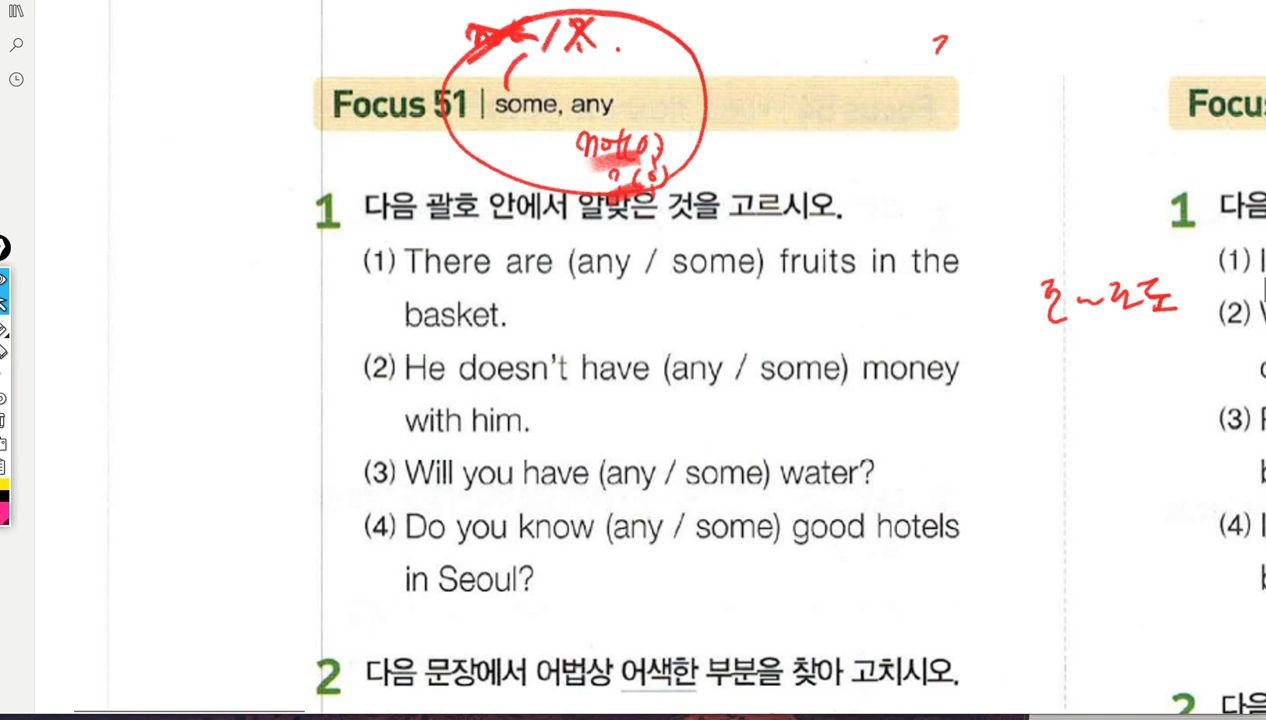 Focus 51 | some, any
not(0)
?
1 다음 괄호 안에서 알맞은 것을 고르시오.
(1) There are (any / some) fruits in the
basket.
(2) He doesn't have (any / some) money
with him.
(3) Will you have (any / some) water?
(4) Do you know (any / some) good hotels
in Seoul?
2 다음 문장에서 어법상 어색한 부분을 찾아 고치시오.
?
Focus
1 다음
(1) I
(2)
(3)
(4) I
2 다음